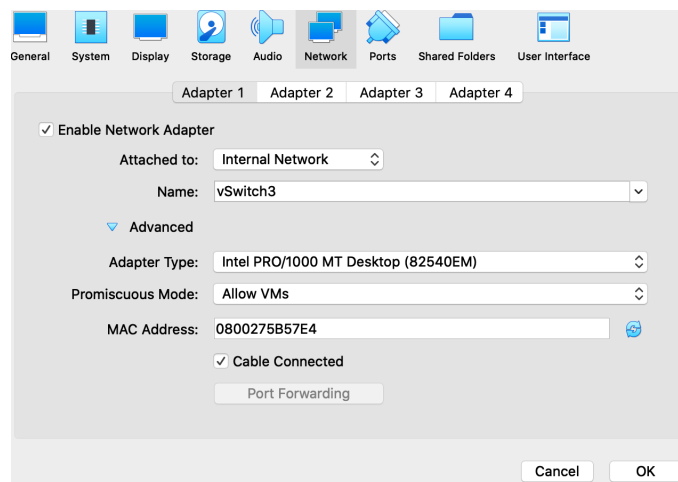 General System Display Storage Audio Network Ports Shared Folders User Interface
Adapter 1 Adapter 2 Adapter 3 Adapter 4
Enable Network Adapter
Attached to: Internal Network
Name: vSwitch3
Advanced
Adapter Type: Intel PRO/1000 MT Desktop (82540EM)
Promiscuous Mode: Allow VMs
MAC Address: 0800275B57E4
Cable Connected
Port Forwarding
Cancel OK